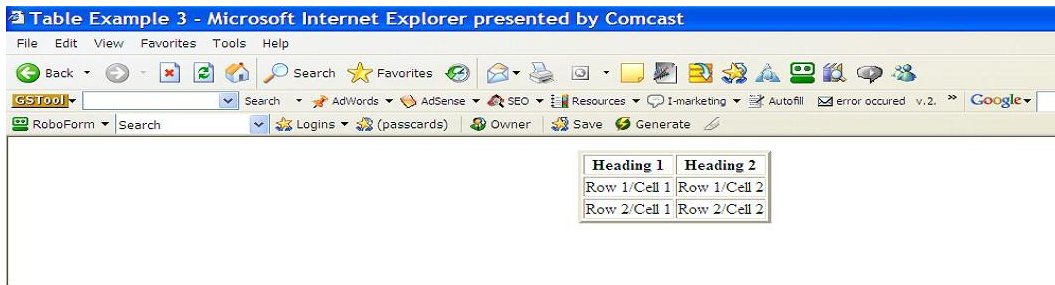 Table Example 3 - Microsoft Internet Explorer presented by Comcast
File Edit View Favorites Tools Help
Back Search Favorites
GSTool Search AdWords AdSense SEO Resources I-marketing Autofill error occured v.2. » Google
RoboForm Search Logins (passcards) Owner Save Generate
Heading 1 Heading 2
Row 1/Cell 1 Row 1/Cell 2
Row 2/Cell 1 Row 2/Cell 2